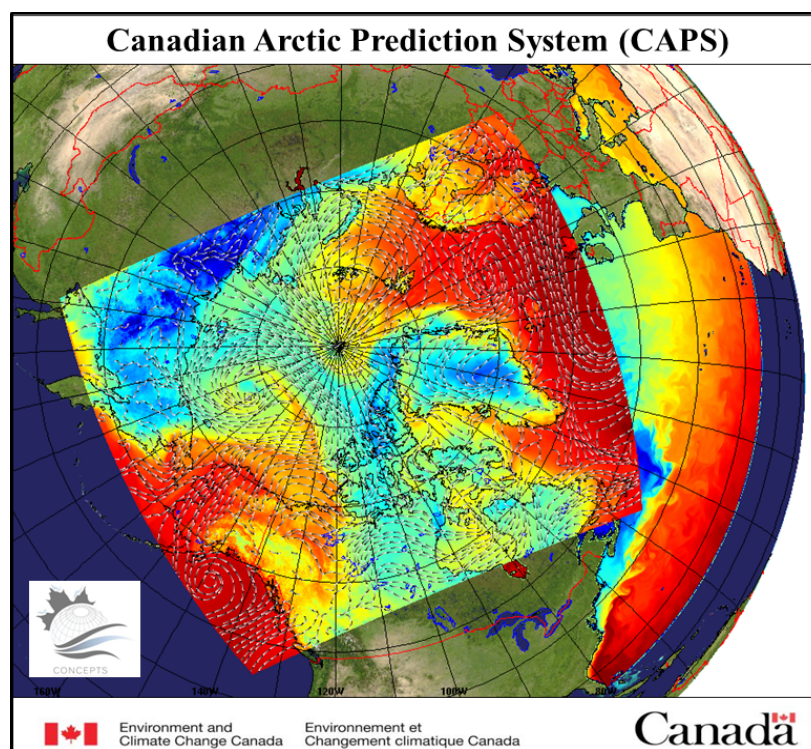 Canadian Arctic Prediction System (CAPS)
CONCEPTS
160W 140W 120W 100W 80W
Environment and Environnement et
Climate Change Canada Changement climatique Canada
Canada